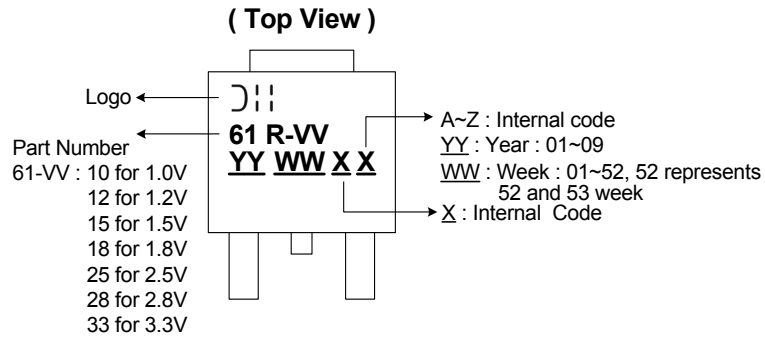 ( Top View )
Logo
61 R-VV
YY WW X X
Part Number
61-VV : 10 for 1.0V
12 for 1.2V
15 for 1.5V
18 for 1.8V
25 for 2.5V
28 for 2.8V
33 for 3.3V
A~Z : Internal code
YY : Year : 01~09
WW : Week : 01~52, 52 represents
52 and 53 week
X : Internal Code